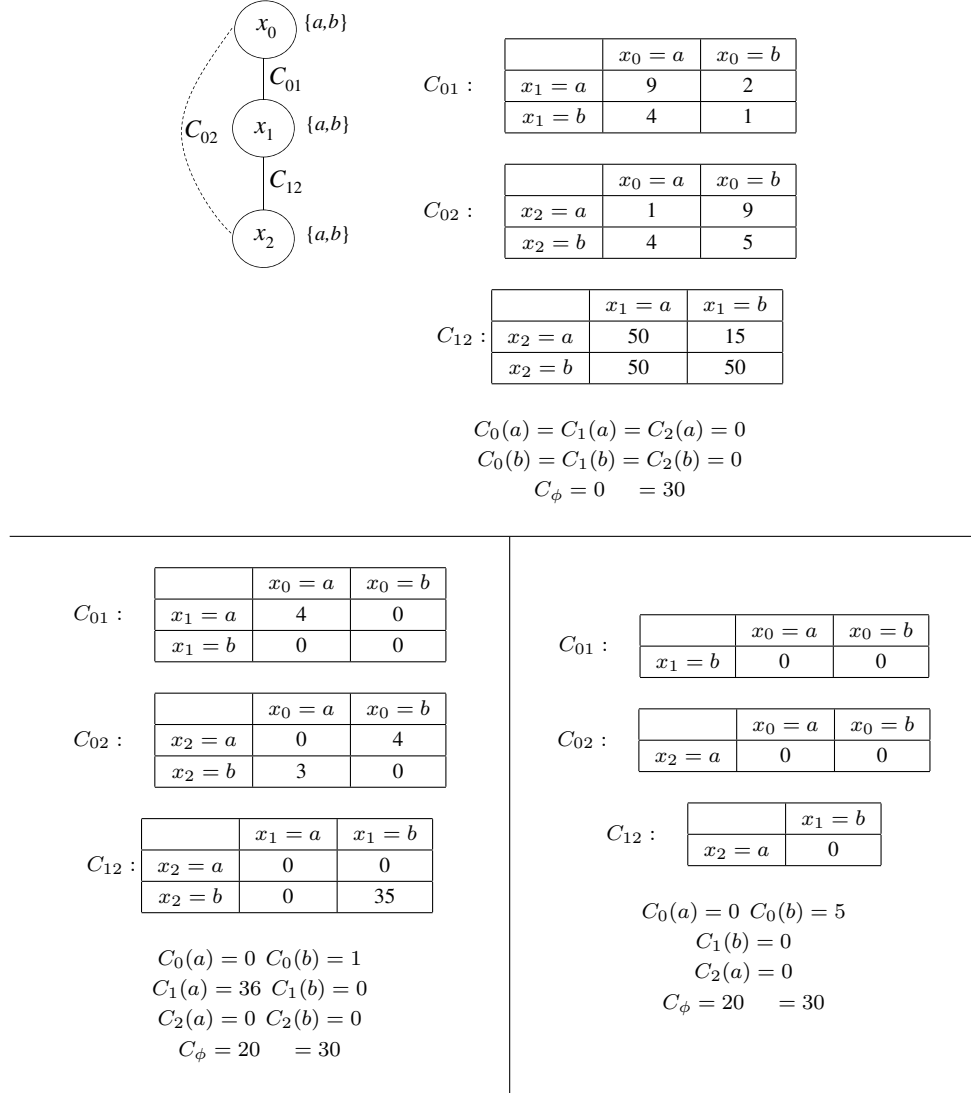 x0 {a,b}
C01
x1 {a,b}
C02
C12
x2 {a,b}
C01 :
x0 = a x0 = b
x1 = a 9 2
x1 = b 4 1
C02 :
x0 = a x0 = b
x2 = a 1 9
x2 = b 4 5
C12 :
x1 = a x1 = b
x2 = a 50 15
x2 = b 50 50
C0(a) = C1(a) = C2(a) = 0
C0(b) = C1(b) = C2(b) = 0
Cϕ = 0 = 30
C01 :
x0 = a x0 = b
x1 = a 4 0
x1 = b 0 0
C02 :
x0 = a x0 = b
x2 = a 0 4
x2 = b 3 0
C12 :
x1 = a x1 = b
x2 = a 0 0
x2 = b 0 35
C0(a) = 0 C0(b) = 1
C1(a) = 36 C1(b) = 0
C2(a) = 0 C2(b) = 0
Cϕ = 20 = 30
C01 :
x0 = a x0 = b
x1 = b 0 0
C02 :
x0 = a x0 = b
x2 = a 0 0
C12 :
x1 = b
x2 = a 0
C0(a) = 0 C0(b) = 5
C1(b) = 0
C2(a) = 0
Cϕ = 20 = 30